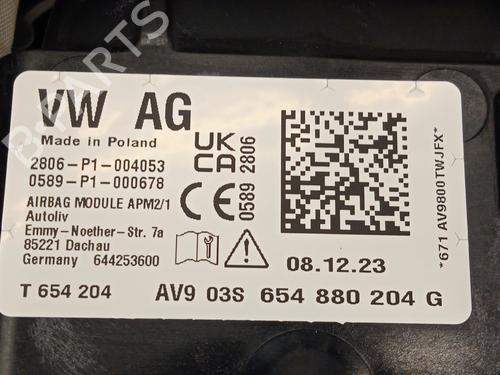 VW AG
Made in Poland
2806-P1-004053
0589-P1-000678
UK
CA
2806
AIRBAG MODULE APM2/1
Autoliv
Emmy-Noether-Str. 7a
85221 Dachau
Germany 644253600
CE
0589
08.12.23
*671 AV9800TWJFX*
T 654 204
AV9 03S 654 880 204 G
B-PARTS